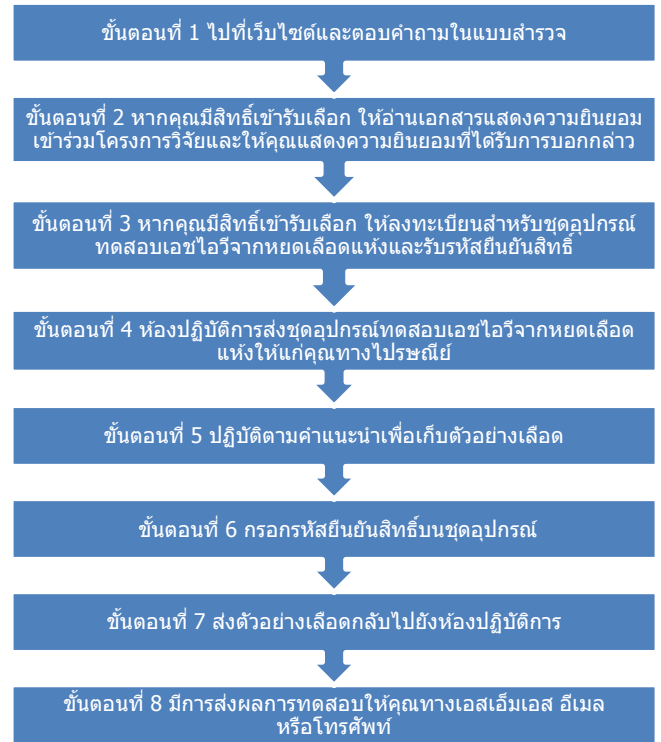 ขั้นตอนที่ 1 ไปที่เว็บไซต์และตอบคำถามในแบบสำรวจ
ขั้นตอนที่ 2 หากคุณมีสิทธิ์เข้ารับเลือก ให้อ่านเอกสารแสดงความยินยอม
เข้าร่วมโครงการวิจัยและให้คุณแสดงความยินยอมที่ได้รับการบอกกล่าว
ขั้นตอนที่ 3 หากคุณมีสิทธิ์เข้ารับเลือก ให้ลงทะเบียนสำหรับชุดอุปกรณ์
ทดสอบเอชไอวีจากหยดเลือดแห้งและรับรหัสยืนยันสิทธิ์
ขั้นตอนที่ 4 ห้องปฏิบัติการส่งชุดอุปกรณ์ทดสอบเอชไอวีจากหยดเลือด
แห้งให้แก่คุณทางไปรษณีย์
ขั้นตอนที่ 5 ปฏิบัติตามคำแนะนำเพื่อเก็บตัวอย่างเลือด
ขั้นตอนที่ 6 กรอกรหัสยืนยันสิทธิ์บนชุดอุปกรณ์
ขั้นตอนที่ 7 ส่งตัวอย่างเลือดกลับไปยังห้องปฏิบัติการ
ขั้นตอนที่ 8 มีการส่งผลการทดสอบให้คุณทางเอสเอ็มเอส อีเมล
หรือโทรศัพท์